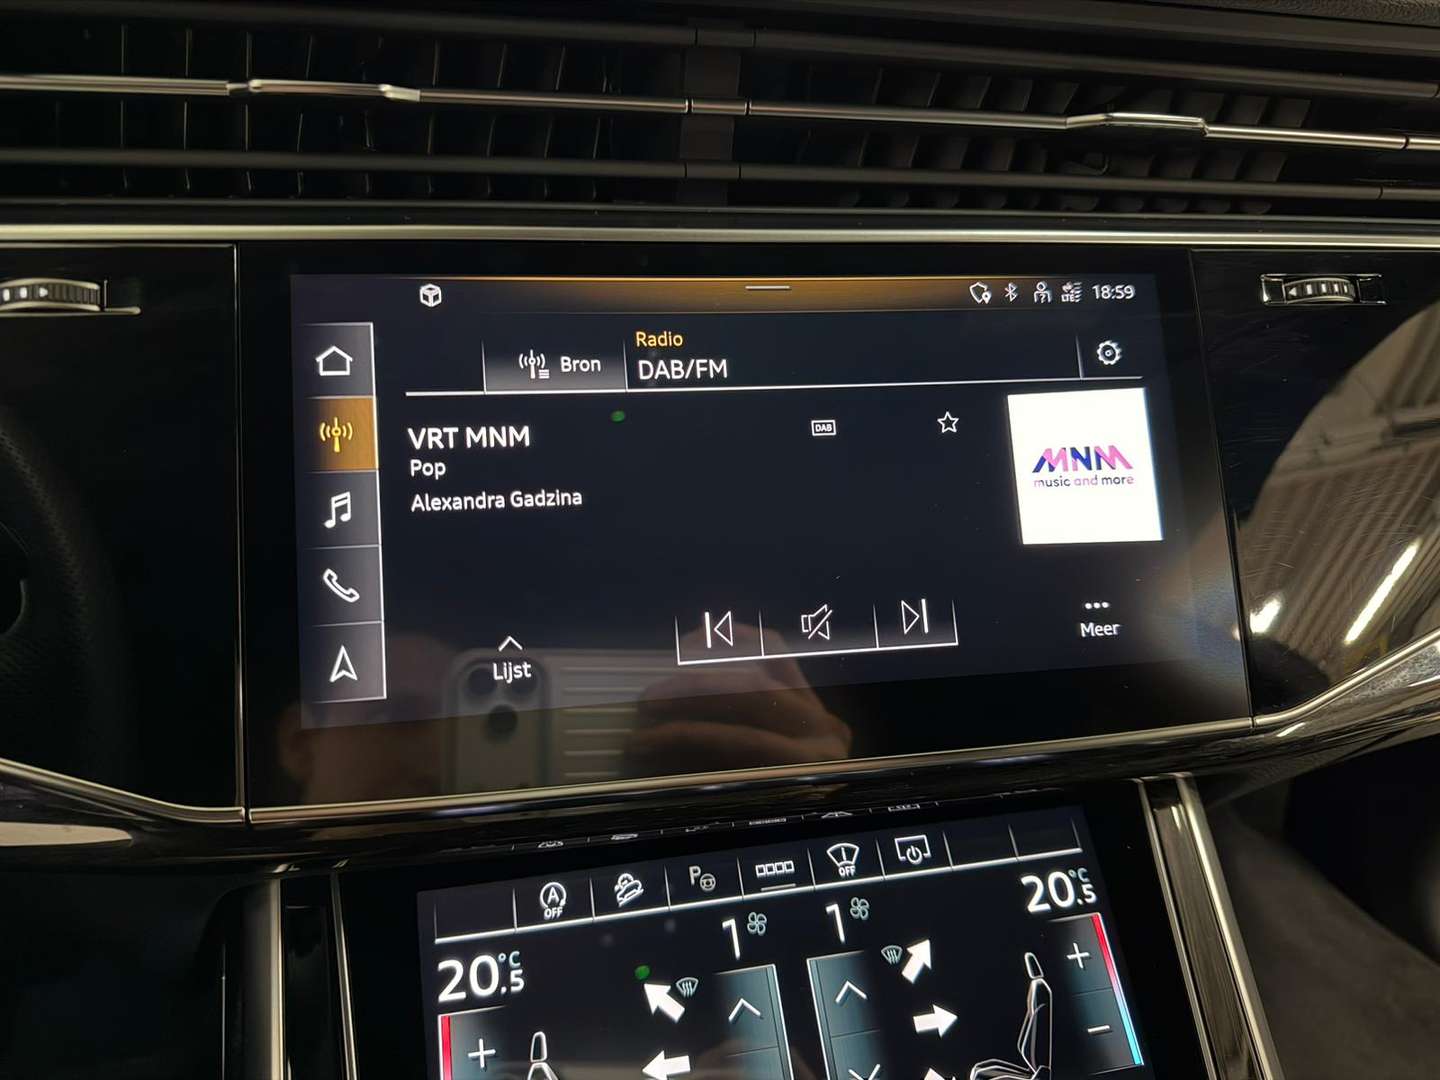 LTE
18:59
Bron
Radio
DAB/FM
VRT MNM
DAB
Pop
Alexandra Gadzina
MNM
music and more
Lijst
Meer
A
OFF
P
OFF
20.5 °C
1
1
20.5 °C